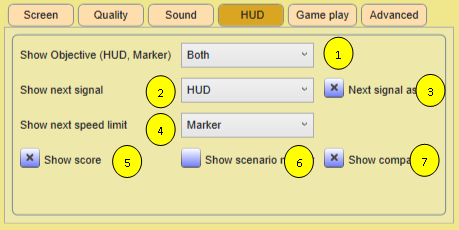 Screen Quality Sound HUD Game play Advanced
Show Objective (HUD, Marker) Both 1
Show next signal 2 HUD Next signal as 3
Show next speed limit 4 Marker
Show score 5 Show scenario 6 Show 7